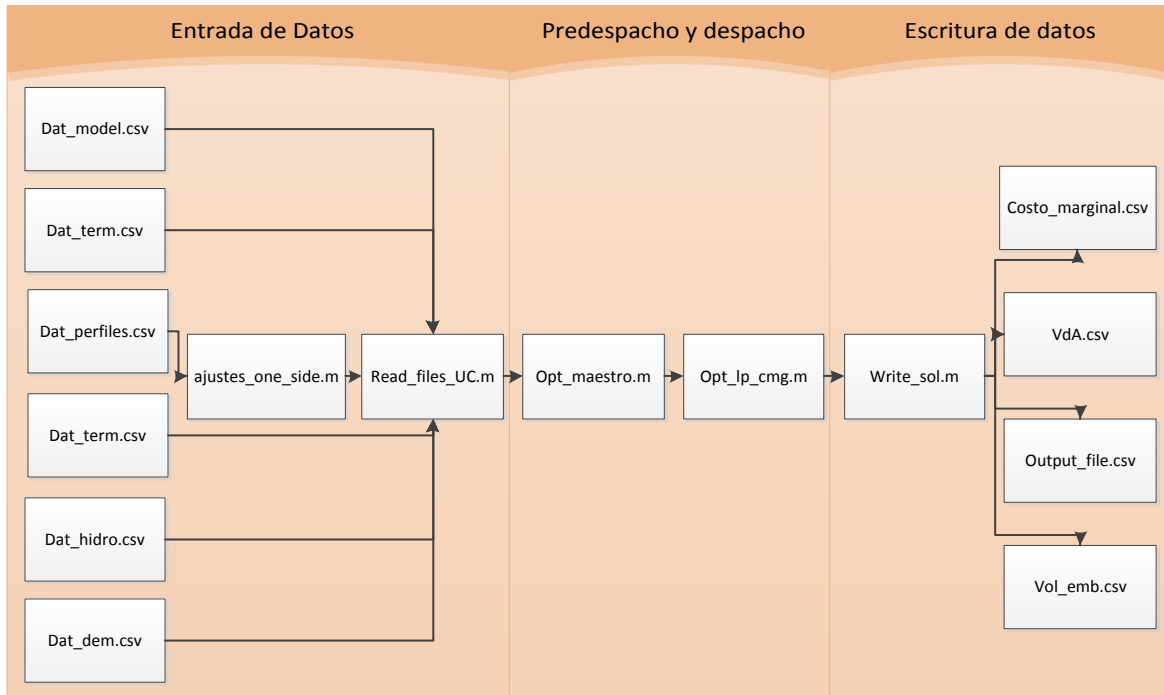 Entrada de Datos
Predespacho y despacho
Escritura de datos
Dat_model.csv
Dat_term.csv
Dat_perfiles.csv
ajustes_one_side.m
Read_files_UC.m
Dat_term.csv
Dat_hidro.csv
Dat_dem.csv
Opt_maestro.m
Opt_lp_cmg.m
Write_sol.m
Costo_marginal.csv
VdA.csv
Output_file.csv
Vol_emb.csv